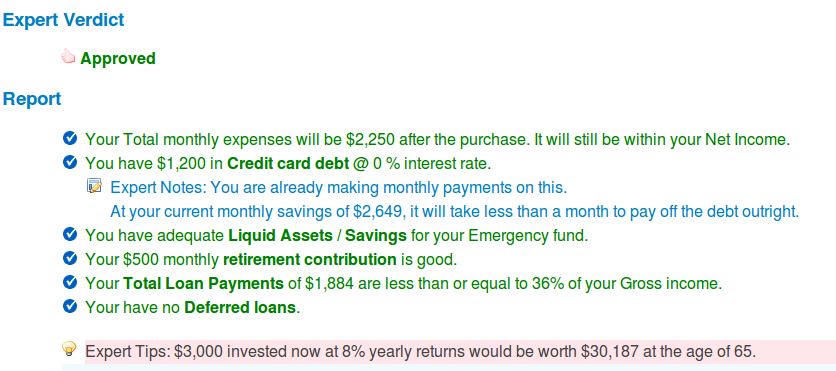 Expert Verdict
Approved
Report
Your Total monthly expenses will be $2,250 after the purchase. It will still be within your Net Income.
You have $1,200 in Credit card debt @ 0 % interest rate.
Expert Notes: You are already making monthly payments on this.
At your current monthly savings of $2,649, it will take less than a month to pay off the debt outright.
You have adequate Liquid Assets / Savings for your Emergency fund.
Your $500 monthly retirement contribution is good.
Your Total Loan Payments of $1,884 are less than or equal to 36% of your Gross income.
Your have no Deferred loans.
Expert Tips: $3,000 invested now at 8% yearly returns would be worth $30,187 at the age of 65.